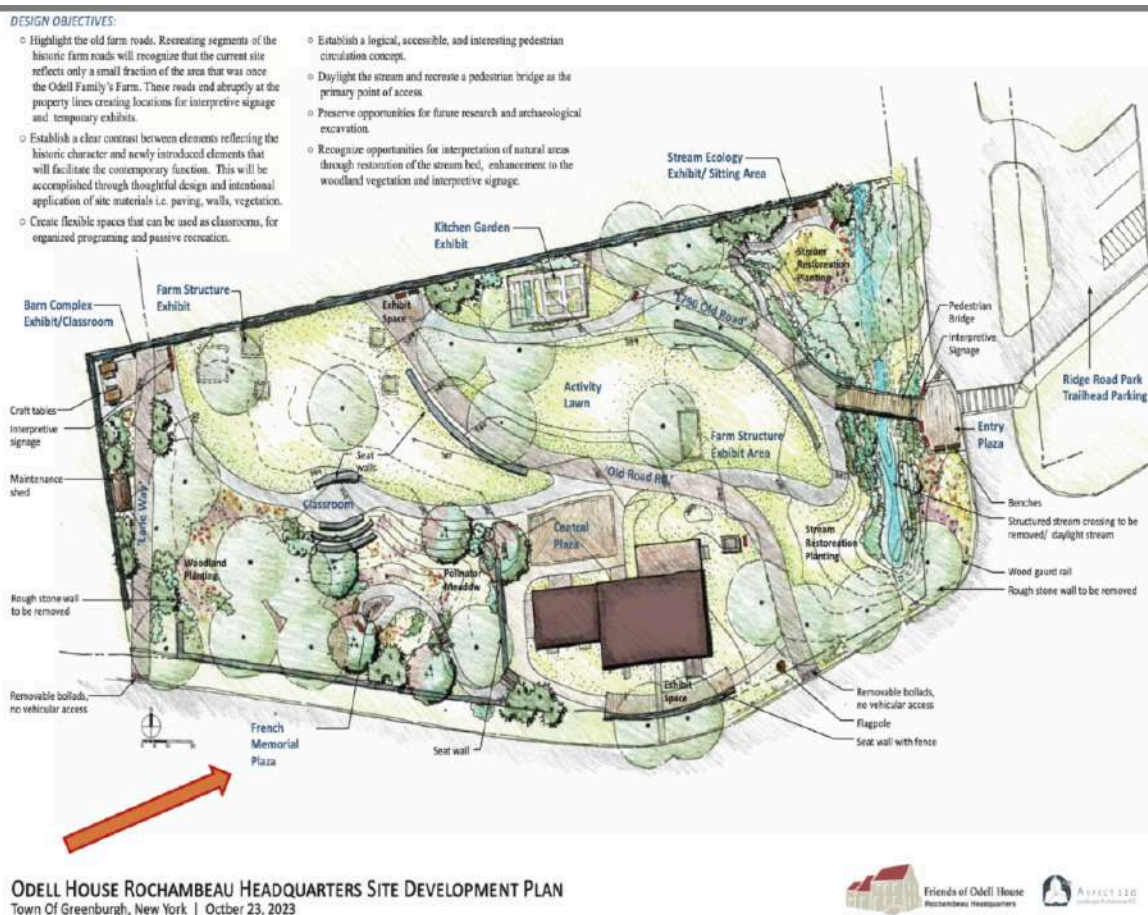 DESIGN OBJECTIVES:
Highlight the old farm roads. Recreating segments of the
historic farm roads will recognize that the current site
reflects only a small fraction of the area that was once
the Odell Family's Farm. These roads end abruptly at the
property lines creating locations for interpretive signage
and temporary exhibits.
Establish a clear contrast between elements reflecting the
historic character and newly introduced elements that
will facilitate the contemporary function. This will be
accomplished through thoughtful design and intentional
application of site materials i.e. paving, walls, vegetation.
Create flexible spaces that can be used as classrooms, for
organized programing and passive recreation.
Establish a logical, accessible, and interesting pedestrian
circulation concept.
Daylight the stream and recreate a pedestrian bridge as the
primary point of access.
Preserve opportunities for future research and archaeological
excavation.
Recognize opportunities for interpretation of natural areas
through restoration of the stream bed, enhancement to the
woodland vegetation and interpretive signage.
Stream Ecology
Exhibit/ Sitting Area
Kitchen Garden
Exhibit
Farm Structure
Exhibit
Barn Complex
Exhibit/Classroom
Exhibit
Space
Stream
Restoration
Planting
'1790 Old Road'
Pedestrian
Bridge
Interpretive
Signage
Ridge Road Park
Trailhead Parking
Activity
Lawn
Craft tables
Interpretive
signage
Farm Structure
Exhibit Area
Entry
Plaza
Seat
walls
Maintenance
shed
'Old Road Rd.'
Classroom
Benches
'Earle Way'
Central
Plaza
Structured stream crossing to be
removed/ daylight stream
Stream
Restoration
Planting
Woodland
Planting
Pollnator
Meadow
Wood gaurd rail
Rough stone wall
to be removed
Rough stone wall to be removed
Exhibit
Space
Removable bollads,
no vehicular access
Removable bollads,
no vehicular access
Flagpole
French
Memorial
Plaza
Seat wall
Seat wall with fence
ODELL HOUSE ROCHAMBEAU HEADQUARTERS SITE DEVELOPMENT PLAN
Town Of Greenburgh, New York | Octber 23, 2023
Friends of Odell House
Rochambeau Headquarters
ASPECT 120